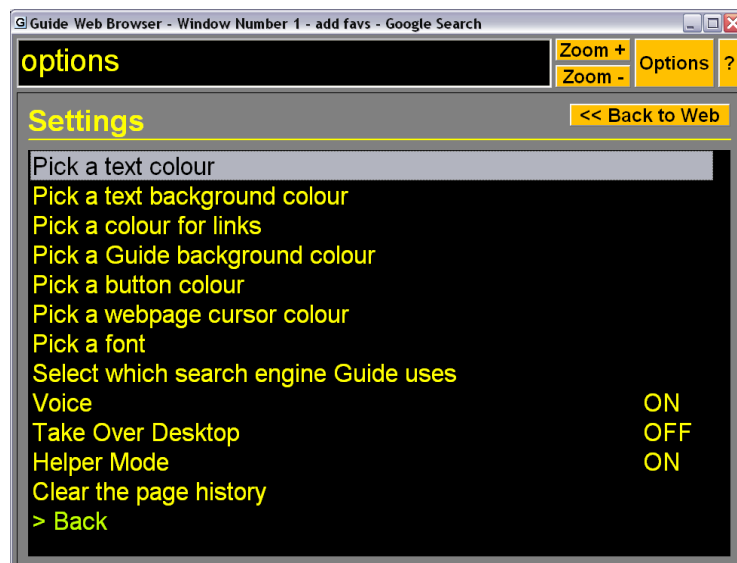 G Guide Web Browser - Window Number 1 - add favs - Google Search
options
Zoom +
Zoom -
Options
?
Settings
<< Back to Web
Pick a text colour
Pick a text background colour
Pick a colour for links
Pick a Guide background colour
Pick a button colour
Pick a webpage cursor colour
Pick a font
Select which search engine Guide uses
Voice ON
Take Over Desktop OFF
Helper Mode ON
Clear the page history
> Back